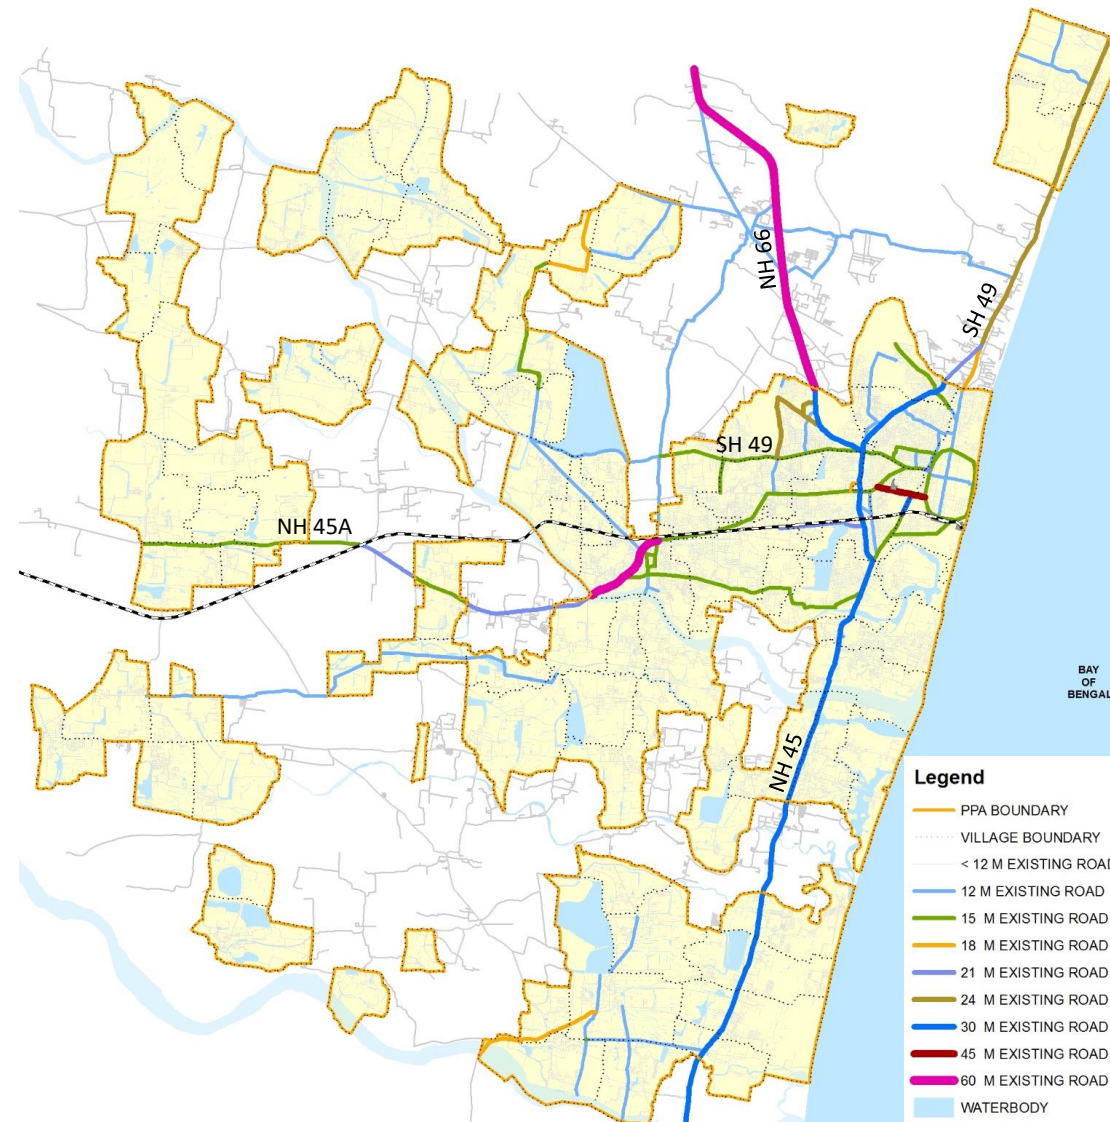 NH 66
SH 49
SH 49
NH 45A
NH 45
BAY
OF
BENGAL
Legend
PPA BOUNDARY
VILLAGE BOUNDARY
< 12 M EXISTING ROAD
12 M EXISTING ROAD
15 M EXISTING ROAD
18 M EXISTING ROAD
21 M EXISTING ROAD
24 M EXISTING ROAD
30 M EXISTING ROAD
45 M EXISTING ROAD
60 M EXISTING ROAD
WATERBODY